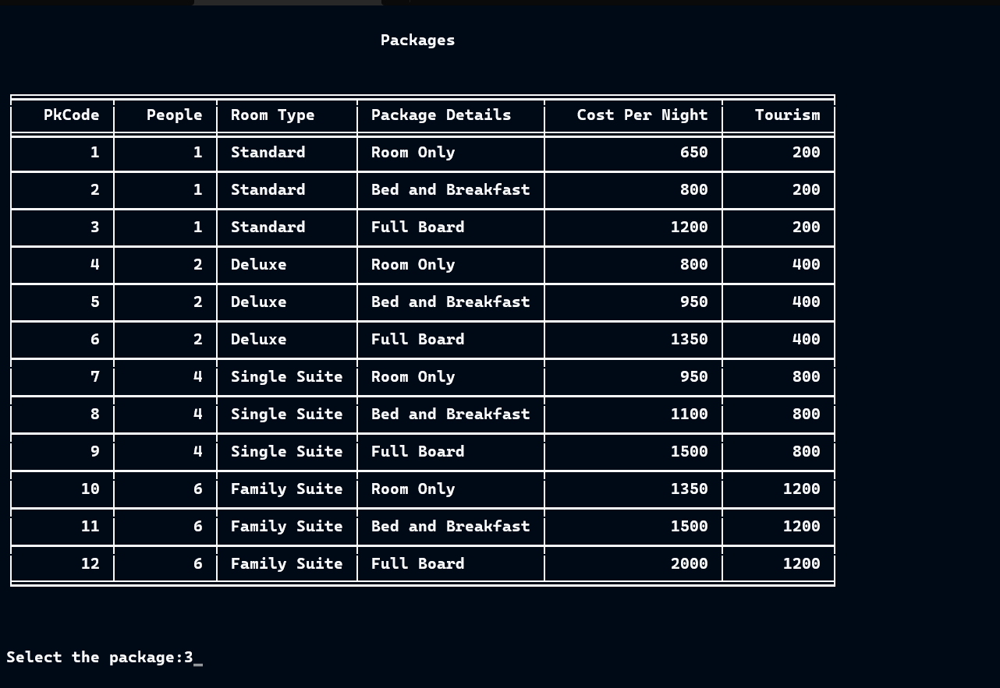 Packages
PkCode People Room Type Package Details Cost Per Night Tourism
1 1 Standard Room Only 650 200
2 1 Standard Bed and Breakfast 800 200
3 1 Standard Full Board 1200 200
4 2 Deluxe Room Only 800 400
5 2 Deluxe Bed and Breakfast 950 400
6 2 Deluxe Full Board 1350 400
7 4 Single Suite Room Only 950 800
8 4 Single Suite Bed and Breakfast 1100 800
9 4 Single Suite Full Board 1500 800
10 6 Family Suite Room Only 1350 1200
11 6 Family Suite Bed and Breakfast 1500 1200
12 6 Family Suite Full Board 2000 1200
Select the package:3_